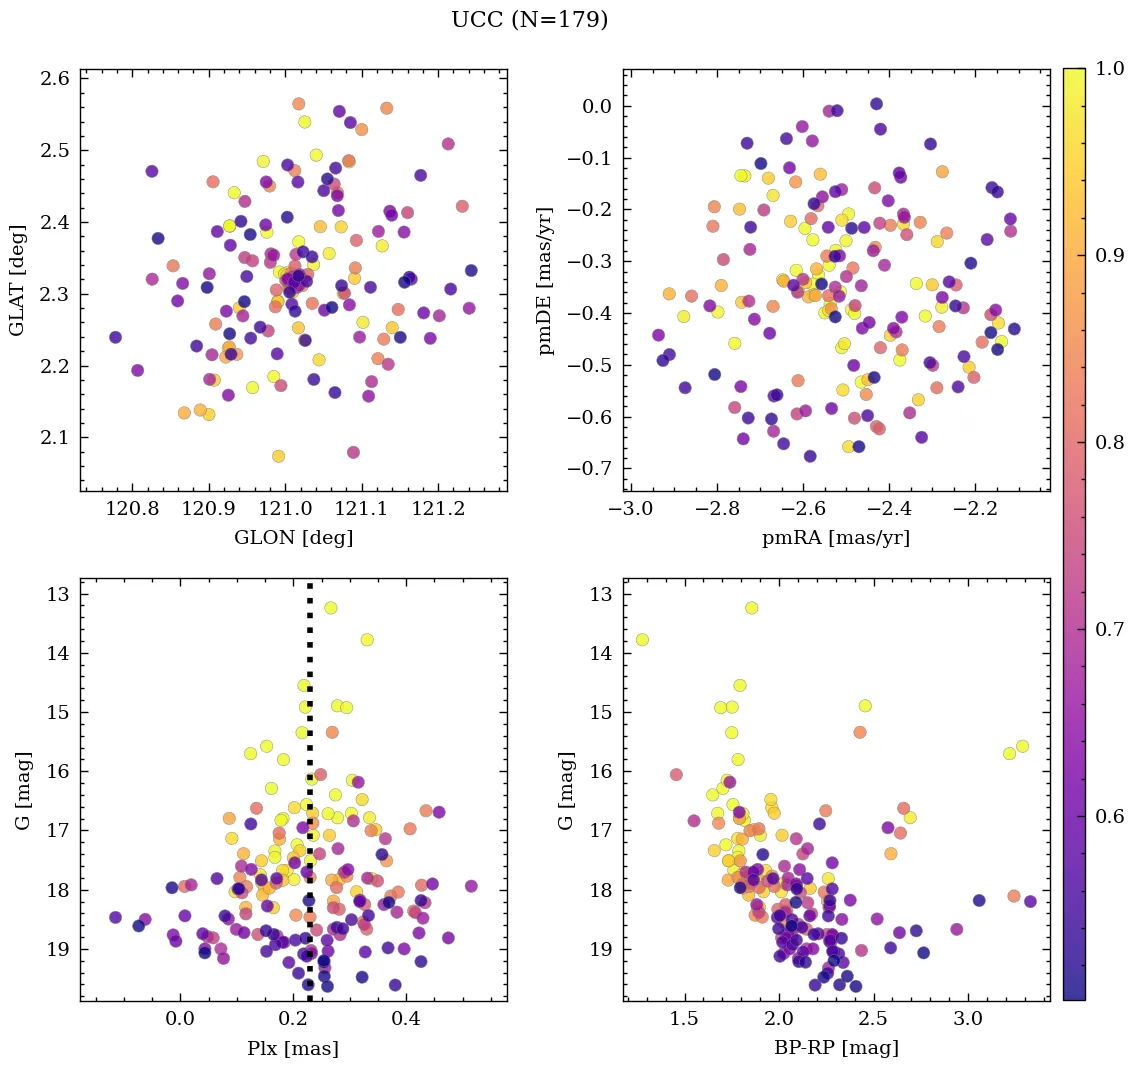 UCC (N=179)
2.6
2.5
2.4
2.3
2.2
2.1
GLAT [deg]
120.8 120.9 121.0 121.1 121.2
GLON [deg]
0.0
−0.1
−0.2
−0.3
−0.4
−0.5
−0.6
−0.7
pmDE [mas/yr]
−3.0 −2.8 −2.6 −2.4 −2.2
pmRA [mas/yr]
1.0
0.9
0.8
0.7
0.6
13
14
15
16
17
18
19
G [mag]
0.0 0.2 0.4
Plx [mas]
13
14
15
16
17
18
19
G [mag]
1.5 2.0 2.5 3.0
BP-RP [mag]